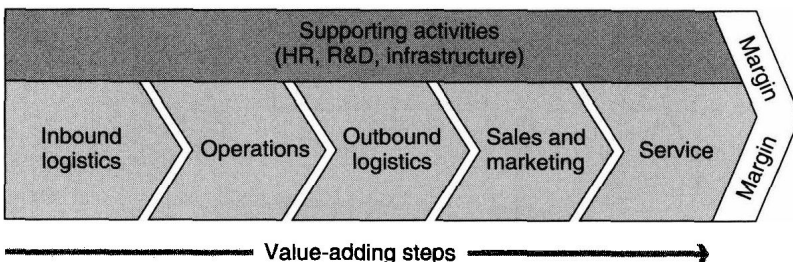 Supporting activities
(HR, R&D, infrastructure)
Margin
Inbound
logistics
Operations
Outbound
logistics
Sales and
marketing
Service
Margin
Value-adding steps